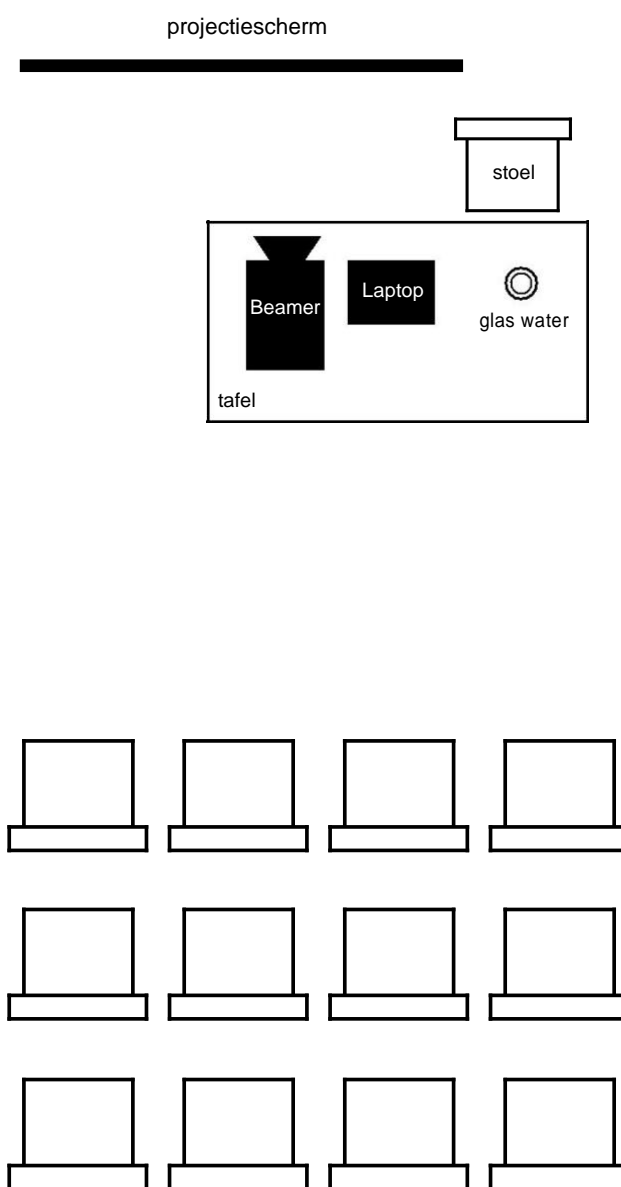 projectiescherm
stoel
Beamer
Laptop
glas water
tafel